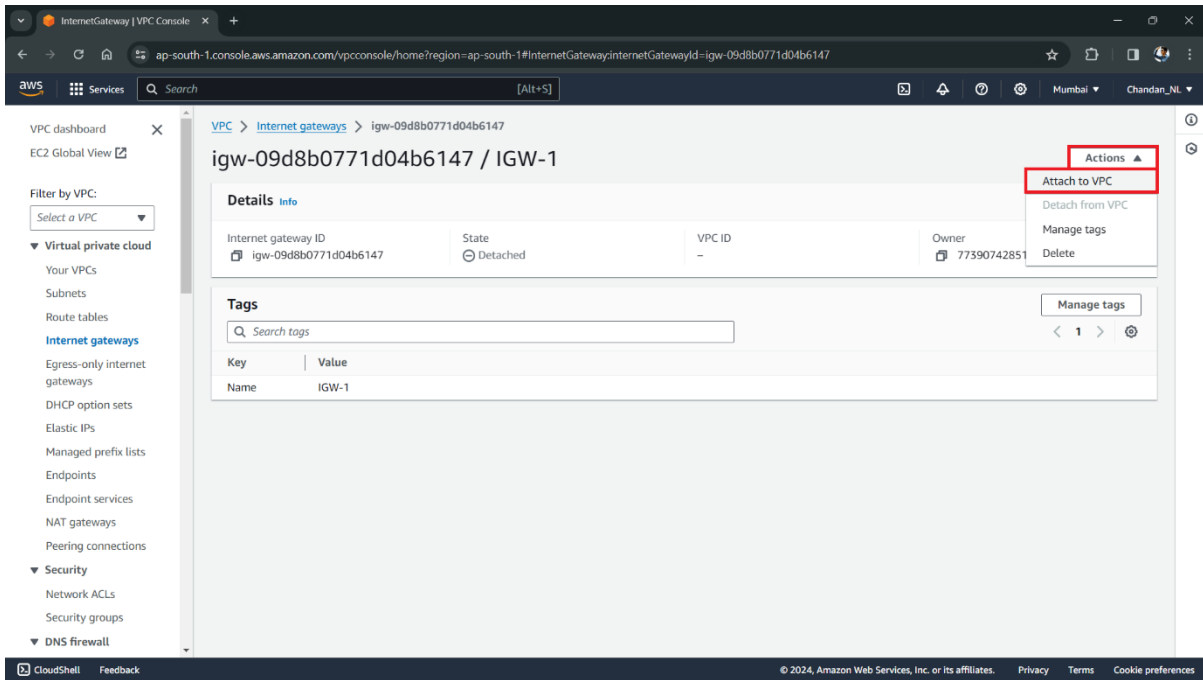 InternetGateway | VPC Console
ap-south-1.console.aws.amazon.com/vpcconsole/home?region=ap-south-1#InternetGateway:internetGatewayId=igw-09d8b0771d04b6147
aws Services Search [Alt+S] Mumbai Chandan_NL
VPC dashboard
EC2 Global View
Filter by VPC:
Select a VPC
Virtual private cloud
Your VPCs
Subnets
Route tables
Internet gateways
Egress-only internet
gateways
DHCP option sets
Elastic IPs
Managed prefix lists
Endpoints
Endpoint services
NAT gateways
Peering connections
Security
Network ACLs
Security groups
DNS firewall
VPC > Internet gateways > igw-09d8b0771d04b6147
igw-09d8b0771d04b6147 / IGW-1
Actions
Attach to VPC
Detach from VPC
Manage tags
Delete
Details Info
Internet gateway ID
igw-09d8b0771d04b6147
State
Detached
VPC ID
–
Owner
77390742851
Tags
Manage tags
Search tags
1
Key Value
Name IGW-1
CloudShell Feedback © 2024, Amazon Web Services, Inc. or its affiliates. Privacy Terms Cookie preferences